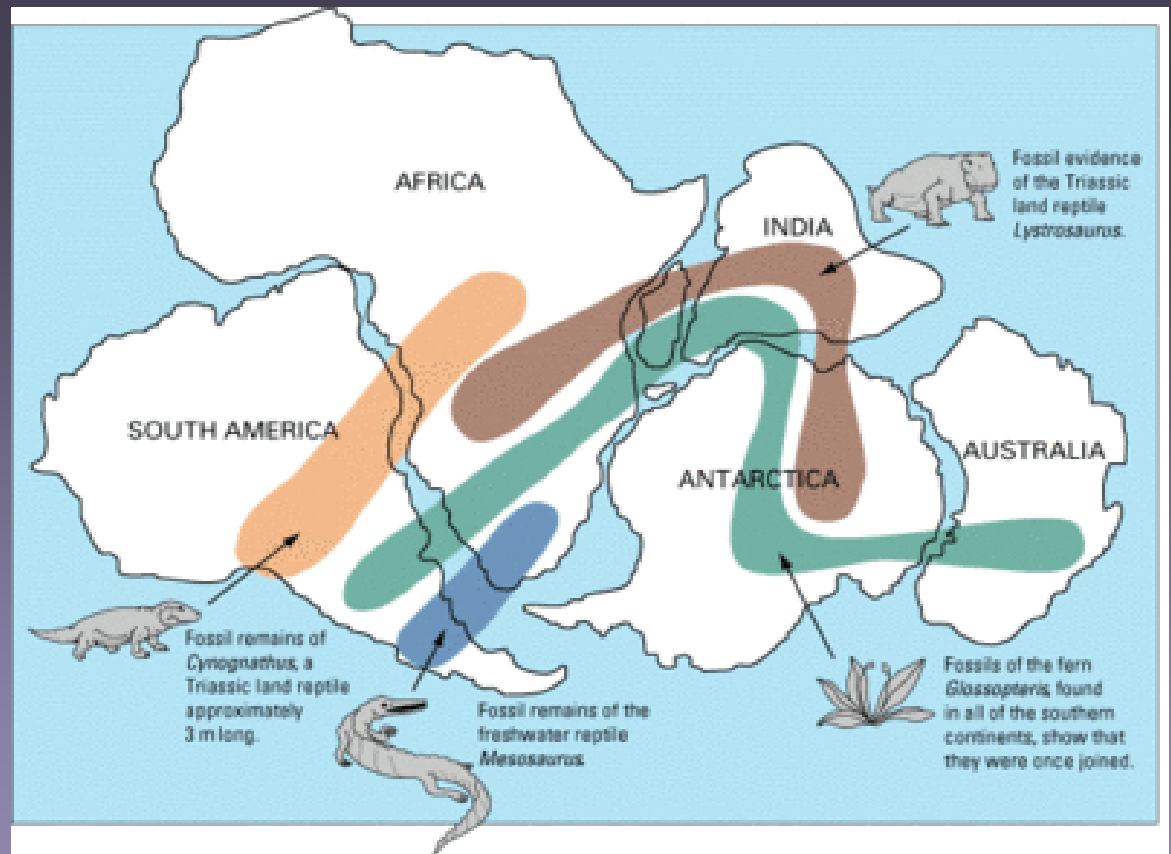 AFRICA
INDIA
Fossil evidence
of the Triassic
land reptile
Lystrosaurus.
SOUTH AMERICA
ANTARCTICA
AUSTRALIA
Fossil remains of
Cynognathus, a
Triassic land reptile
approximately
3 m long.
Fossil remains of the
freshwater reptile
Mesosaurus.
Fossils of the fern
Glossopteris, found
in all of the southern
continents, show that
they were once joined.